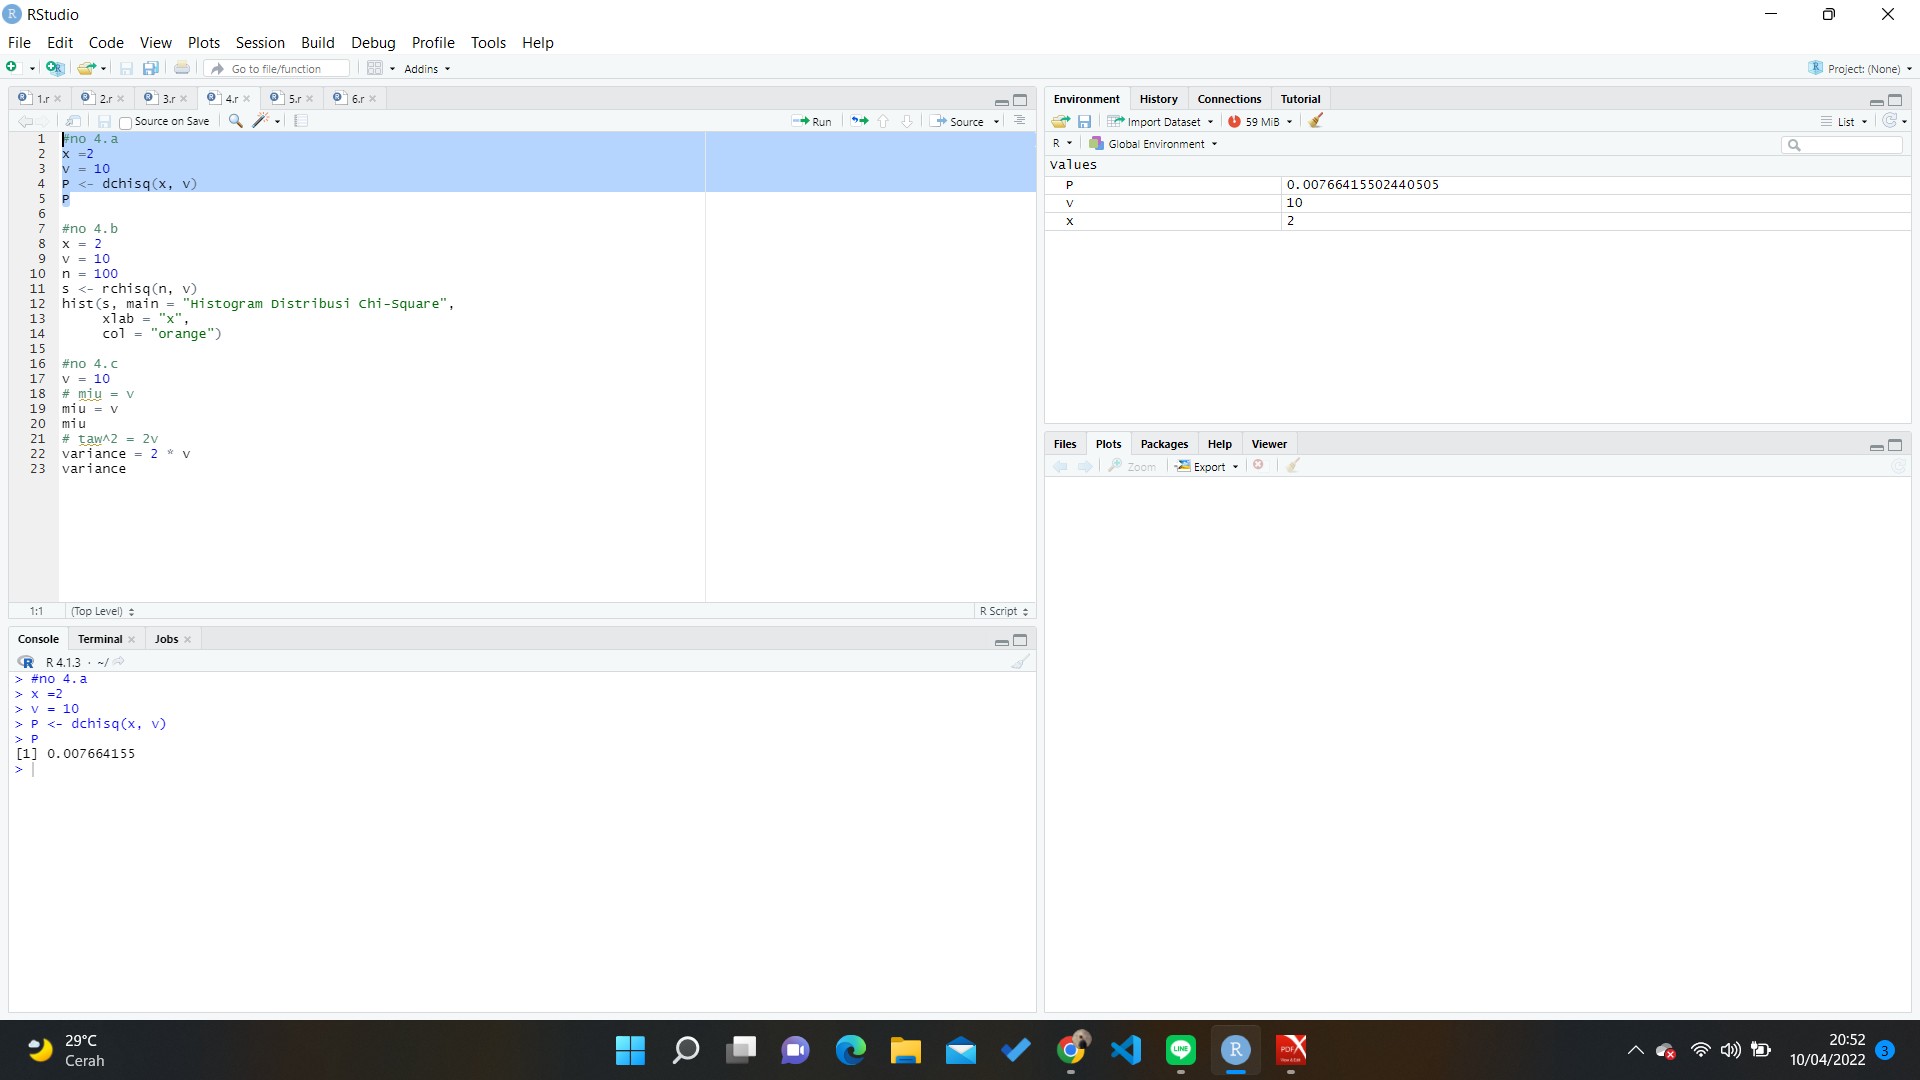 RStudio
File Edit Code View Plots Session Build Debug Profile Tools Help
Go to file/function Addins Project: (None)
1.r 2.r 3.r 4.r 5.r 6.r
Source on Save Run Source
1 #no 4.a
2 x =2
3 v = 10
4 P <- dchisq(x, v)
5 P
6
7 #no 4.b
8 x = 2
9 v = 10
10 n = 100
11 s <- rchisq(n, v)
12 hist(s, main = "Histogram Distribusi Chi-Square",
13 xlab = "x",
14 col = "orange")
15
16 #no 4.c
17 v = 10
18 # miu = v
19 miu = v
20 miu
21 # taw^2 = 2v
22 variance = 2 * v
23 variance
1:1 (Top Level) R Script
Console Terminal Jobs
R 4.1.3 · ~/
> #no 4.a
> x =2
> v = 10
> P <- dchisq(x, v)
> P
[1] 0.007664155
>
Environment History Connections Tutorial
Import Dataset 59 MiB List
R Global Environment
Values
P 0.00766415502440505
v 10
x 2
Files Plots Packages Help Viewer
Zoom Export
29°C
Cerah
LINE
PDF
20:52
10/04/2022
3